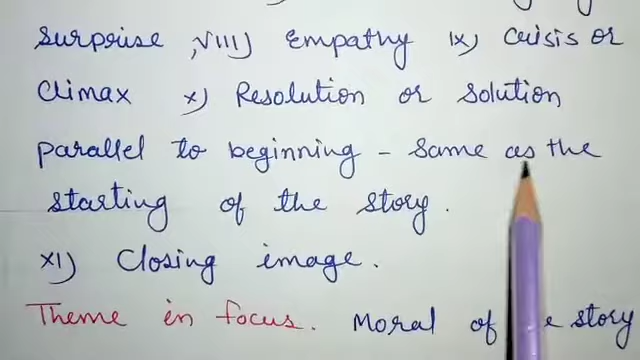 Surprise, VIII) Empathy IX) Crisis or
Climax X) Resolution or solution
parallel to beginning – same as the
starting of the story.
XI) Closing image.
Theme in focus. Moral of story